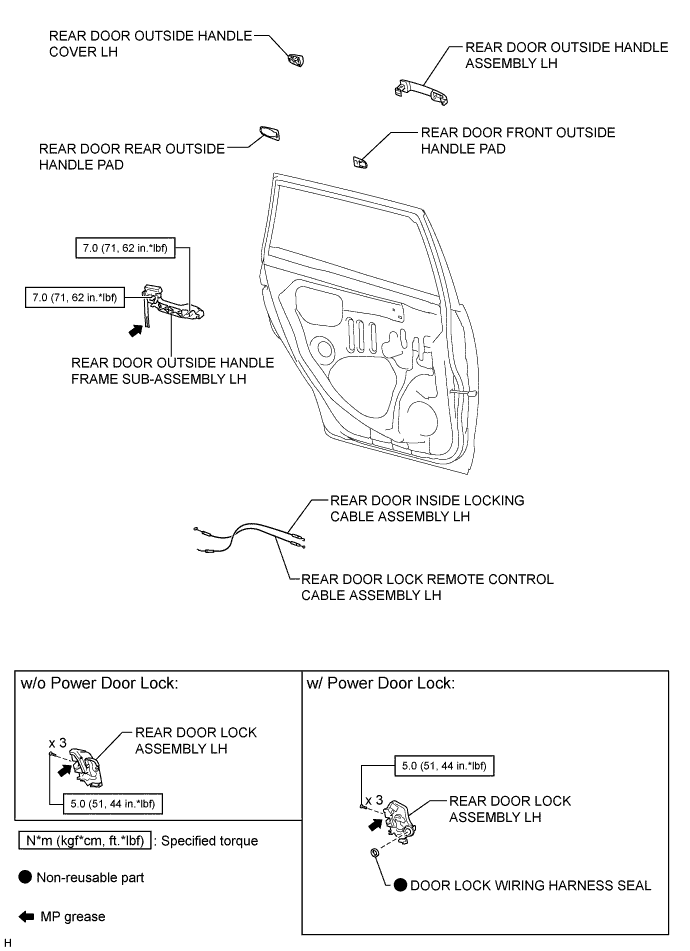 REAR DOOR OUTSIDE HANDLE
COVER LH
REAR DOOR OUTSIDE HANDLE
ASSEMBLY LH
REAR DOOR FRONT OUTSIDE
HANDLE PAD
REAR DOOR REAR OUTSIDE
HANDLE PAD
7.0 (71, 62 in.*lbf)
7.0 (71, 62 in.*lbf)
REAR DOOR OUTSIDE HANDLE
FRAME SUB-ASSEMBLY LH
REAR DOOR INSIDE LOCKING
CABLE ASSEMBLY LH
REAR DOOR LOCK REMOTE CONTROL
CABLE ASSEMBLY LH
w/o Power Door Lock:
x 3
REAR DOOR LOCK
ASSEMBLY LH
5.0 (51, 44 in.*lbf)
w/ Power Door Lock:
5.0 (51, 44 in.*lbf)
x 3
REAR DOOR LOCK
ASSEMBLY LH
DOOR LOCK WIRING HARNESS SEAL
N*m (kgf*cm, ft.*lbf) : Specified torque
Non-reusable part
MP grease
H